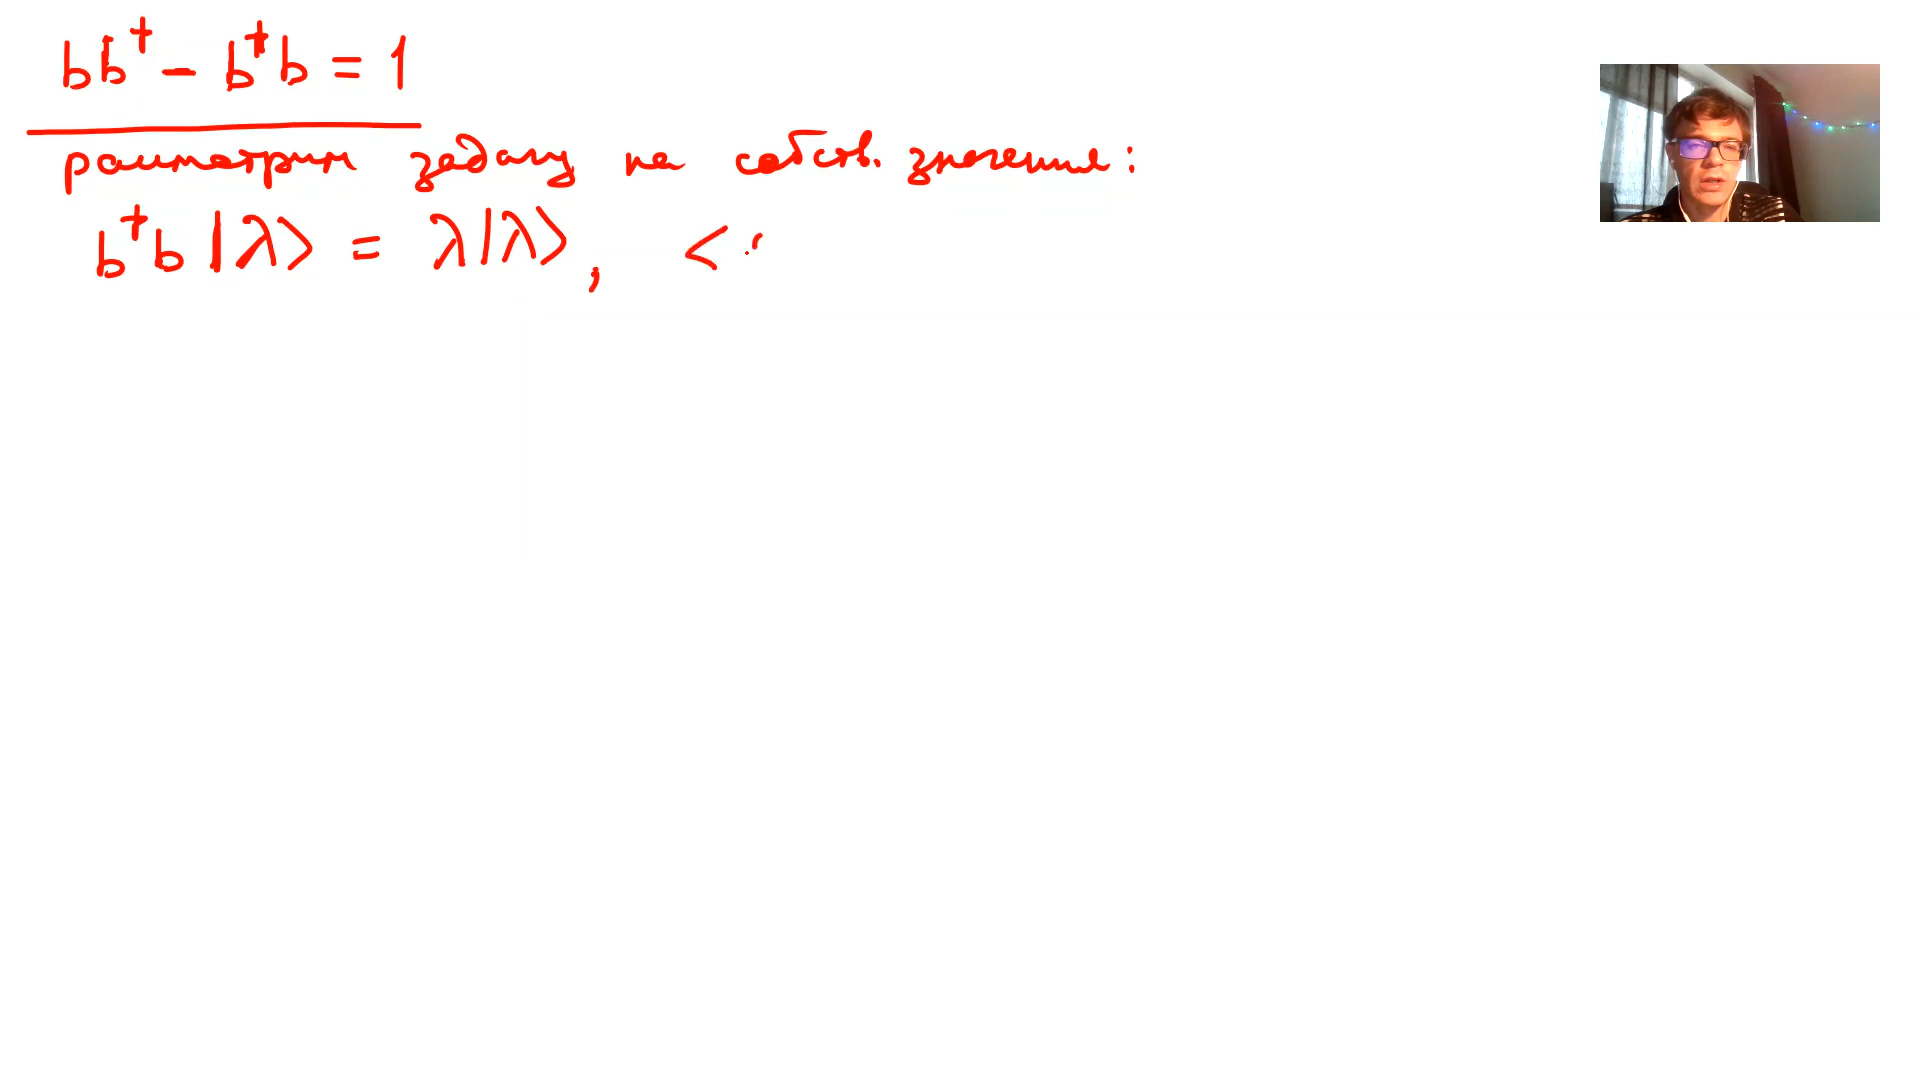 bb⁺ - b⁺b = 1
рассмотрим задачу на собств. значения:
b⁺b |λ> = λ|λ>, <